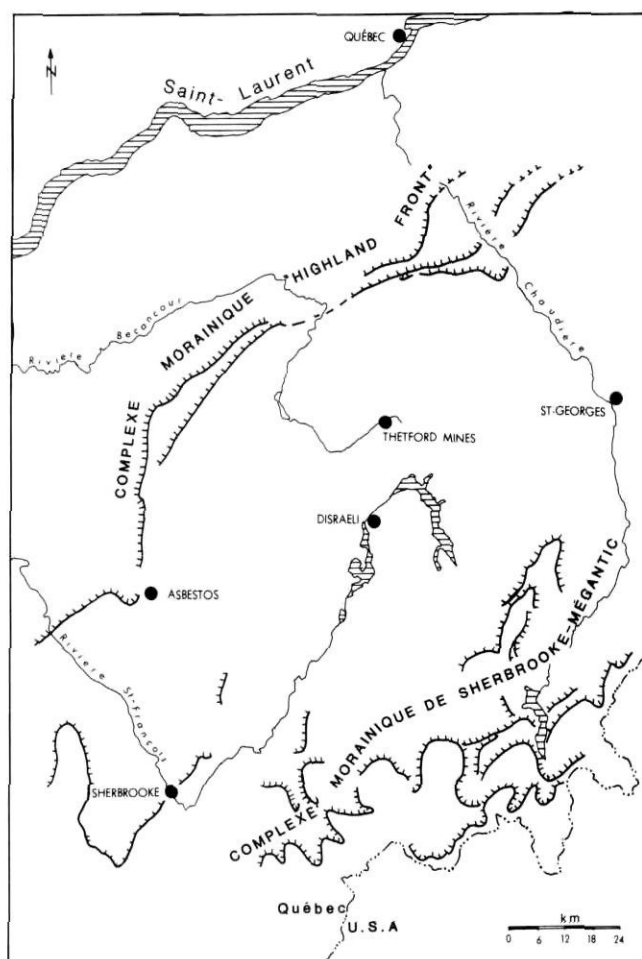 QUÉBEC
N
Saint-Laurent
COMPLEXE MORAINIQUE "HIGHLAND FRONT"
Rivière Chaudière
Rivière Bécancour
ST-GEORGES
THETFORD MINES
DISRAELI
ASBESTOS
Rivière St-François
COMPLEXE MORAINIQUE DE SHERBROOKE-MÉGANTIC
SHERBROOKE
Québec
U.S.A
km
0 6 12 18 24